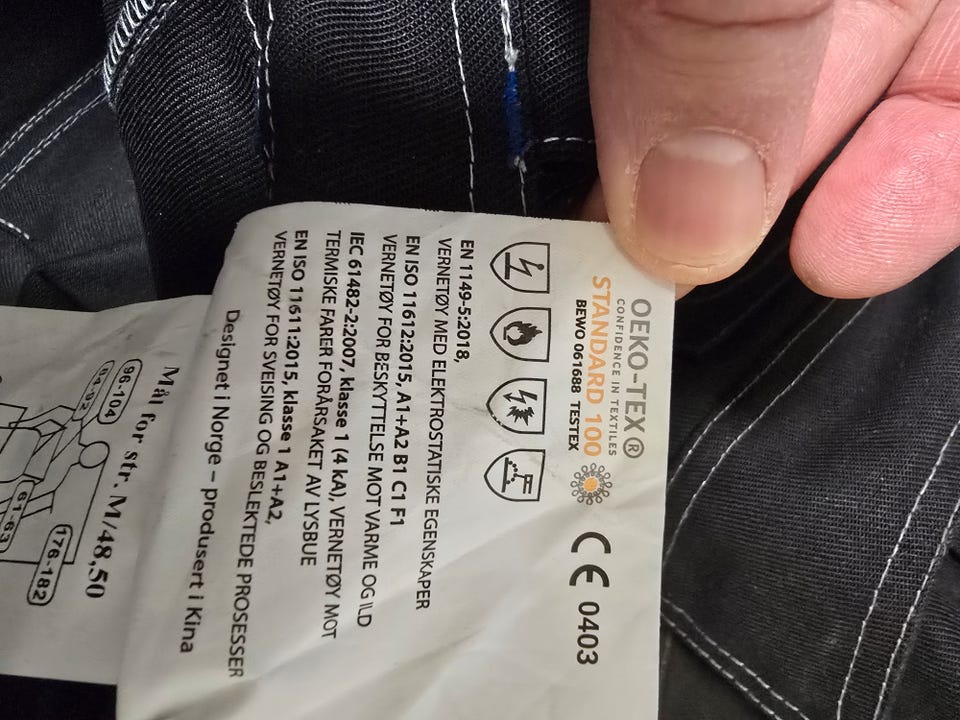 OEKO-TEX®
CONFIDENCE IN TEXTILES
STANDARD 100
BEWO 061688 TESTEX
CE 0403
EN 1149-5:2018,
VERNETØY MED ELEKTROSTATISKE EGENSKAPER
EN ISO 11612:2015, A1+A2 B1 C1 F1
VERNETØY FOR BESKYTTELSE MOT VARME OG ILD
IEC 61482-2:2007, klasse 1 (4 kA), VERNETØY MOT
TERMISKE FARER FORÅRSAKET AV LYSBUE
EN ISO 11611:2015, klasse 1 A1+A2,
VERNETØY FOR SVEISING OG BESLEKTEDE PROSESSER
Designet i Norge – produsert i Kina
Mål for str. M/48,50
96-104
81-92
176-182
61-63